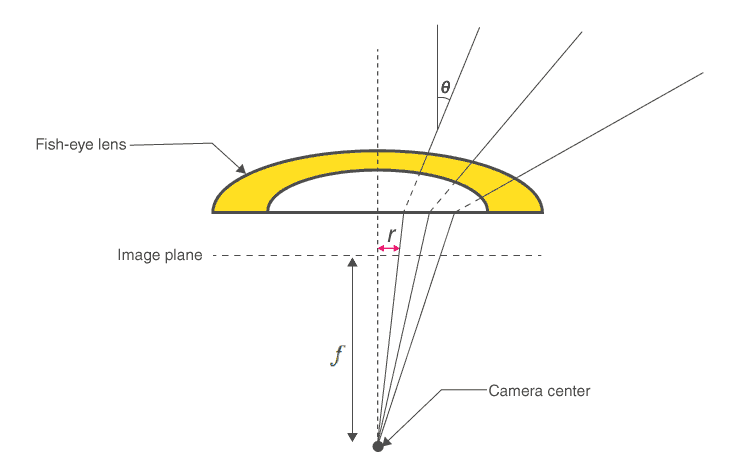 θ
Fish-eye lens
r
Image plane
f
Camera center